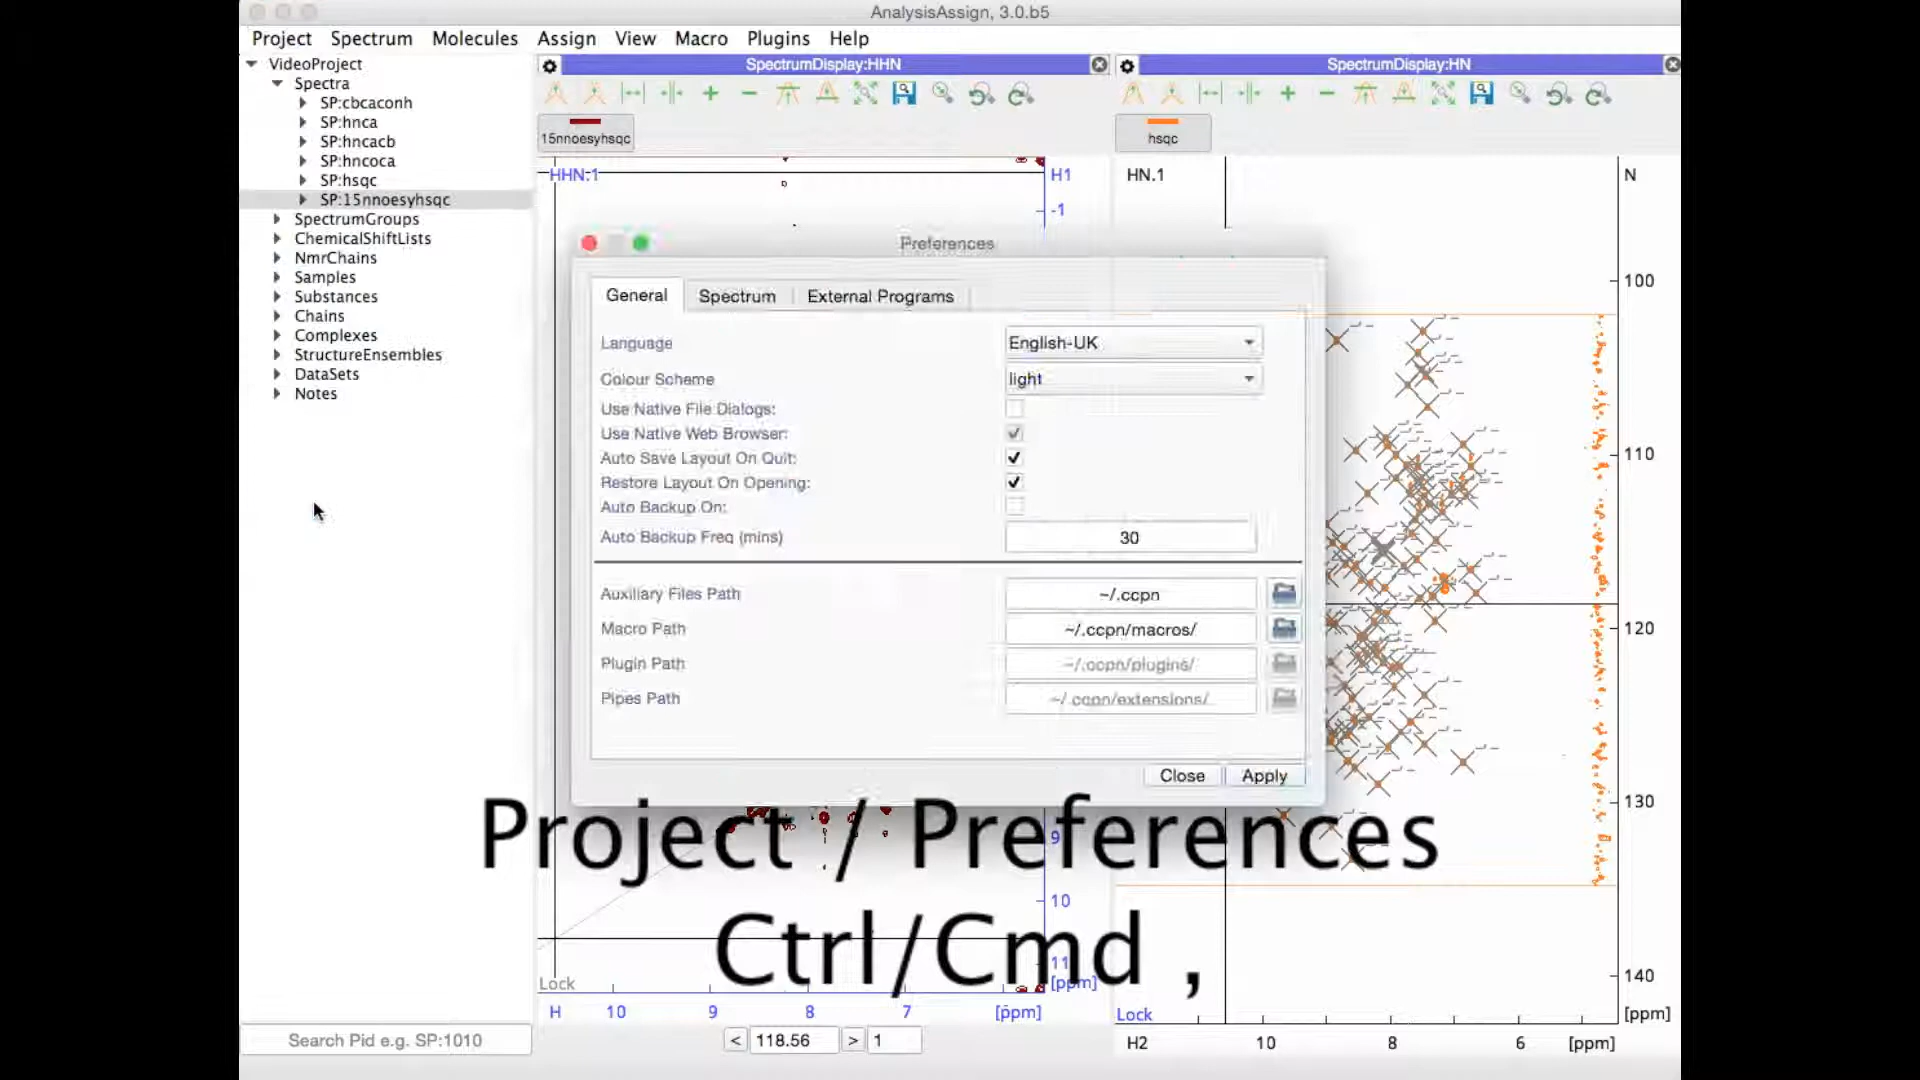 AnalysisAssign, 3.0.b5
Project Spectrum Molecules Assign View Macro Plugins Help
VideoProject
Spectra
SP:cbcaconh
SP:hnca
SP:hncacb
SP:hncoca
SP:hsqc
SP:15nnoesyhsqc
SpectrumGroups
ChemicalShiftLists
NmrChains
Samples
Substances
Chains
Complexes
StructureEnsembles
DataSets
Notes
Search Pid e.g. SP:1010
SpectrumDisplay:HHN
15nnoesyhsqc
HHN.1
H1
-1
9
10
11
[ppm]
Lock
H 10 9 8 7 [ppm]
< 118.56 > 1
SpectrumDisplay:HN
hsqc
HN.1
N
100
110
120
130
140
[ppm]
Lock
H2 10 8 6 [ppm]
Preferences
General Spectrum External Programs
Language English-UK
Colour Scheme light
Use Native File Dialogs:
Use Native Web Browser:
Auto Save Layout On Quit:
Restore Layout On Opening:
Auto Backup On:
Auto Backup Freq (mins) 30
Auxiliary Files Path ~/.ccpn
Macro Path ~/.ccpn/macros/
Plugin Path ~/.ccpn/plugins/
Pipes Path ~/.ccpn/extensions/
Close Apply
Project / Preferences
Ctrl/Cmd ,